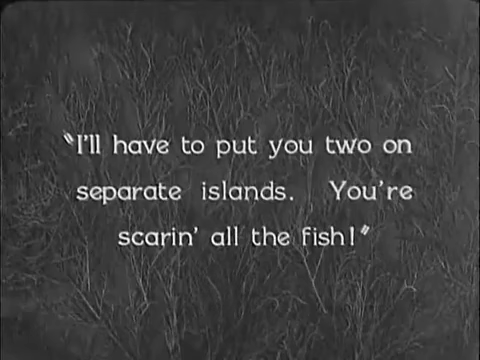 "I'll have to put you two on
separate islands. You're
scarin' all the fish!"